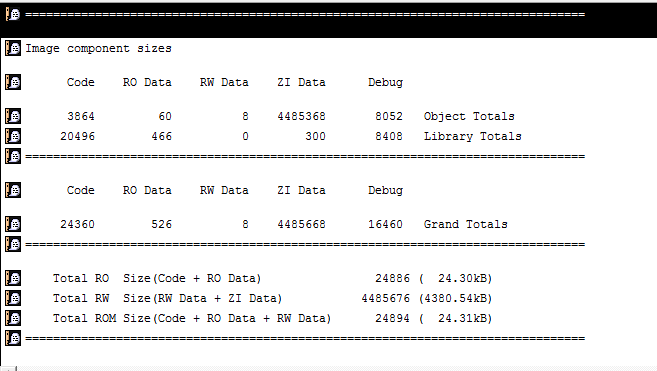 ==================================================================================
Image component sizes
Code RO Data RW Data ZI Data Debug
3864 60 8 4485368 8052 Object Totals
20496 466 0 300 8408 Library Totals
==================================================================================
Code RO Data RW Data ZI Data Debug
24360 526 8 4485668 16460 Grand Totals
==================================================================================
Total RO Size(Code + RO Data) 24886 ( 24.30kB)
Total RW Size(RW Data + ZI Data) 4485676 (4380.54kB)
Total ROM Size(Code + RO Data + RW Data) 24894 ( 24.31kB)
==================================================================================